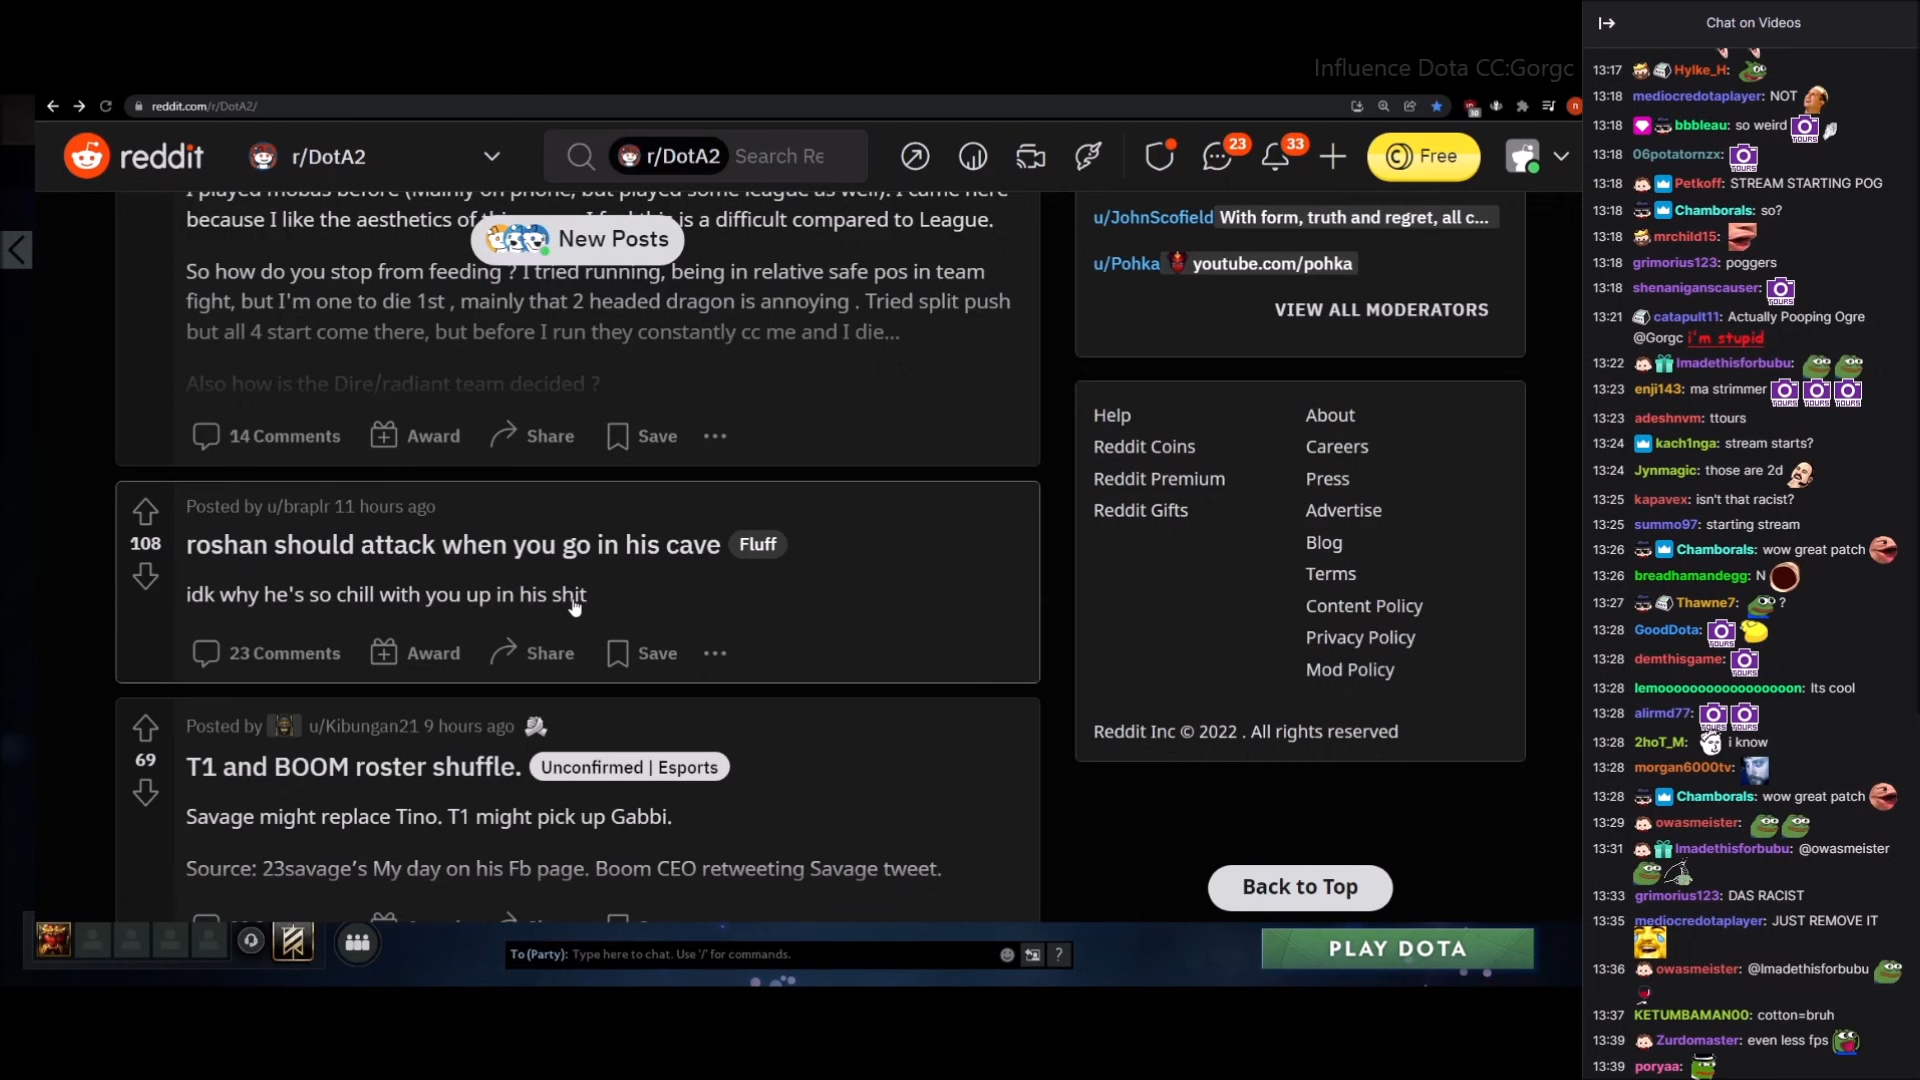 Influence Dota CC:Gorgc
reddit.com/r/DotA2/
reddit
r/DotA2
r/DotA2 Search Re
23
33
Free
because I like the aesthetics of
is a difficult compared to League.
New Posts
So how do you stop from feeding ? I tried running, being in relative safe pos in team
fight, but I'm one to die 1st , mainly that 2 headed dragon is annoying . Tried split push
but all 4 start come there, but before I run they constantly cc me and I die...
Also how is the Dire/radiant team decided ?
14 Comments Award Share Save
Posted by u/braplr 11 hours ago
108
roshan should attack when you go in his cave Fluff
idk why he's so chill with you up in his shit
23 Comments Award Share Save
Posted by u/Kibungan21 9 hours ago
69
T1 and BOOM roster shuffle. Unconfirmed | Esports
Savage might replace Tino. T1 might pick up Gabbi.
Source: 23savage’s My day on his Fb page. Boom CEO retweeting Savage tweet.
u/JohnScofield With form, truth and regret, all c...
u/Pohka youtube.com/pohka
VIEW ALL MODERATORS
Help About
Reddit Coins Careers
Reddit Premium Press
Reddit Gifts Advertise
Blog
Terms
Content Policy
Privacy Policy
Mod Policy
Reddit Inc © 2022 . All rights reserved
Back to Top
To (Party): Type here to chat. Use '/' for commands.
?
PLAY DOTA
Chat on Videos
13:17 Hylke_H:
13:18 mediocredotaplayer: NOT
13:18 bbbleau: so weird TOURS
13:18 06potatornzx: TOURS
13:18 Petkoff: STREAM STARTING POG
13:18 Chamborals: so?
13:18 mrchild15:
13:18 grimorius123: poggers
13:18 shenaniganscauser: TOURS
13:21 catapult11: Actually Pooping Ogre
@Gorgc i'm stupid
13:22 Imadethisforbubu:
13:23 enji143: ma strimmer TOURS TOURS TOURS
13:23 adeshnvm: ttours
13:24 kach1nga: stream starts?
13:24 Jynmagic: those are 2d
13:25 kapavex: isn't that racist?
13:25 summo97: starting stream
13:26 Chamborals: wow great patch
13:26 breadhamandegg: N
13:27 Thawne7: ?
13:28 GoodDota: TOURS
13:28 demthisgame: TOURS
13:28 lemooooooooooooooooon: Its cool
13:28 alirmd77: TOURS TOURS
13:28 2hoT_M: i know
13:28 morgan6000tv:
13:28 Chamborals: wow great patch
13:29 owasmeister:
13:31 Imadethisforbubu: @owasmeister
13:33 grimorius123: DAS RACIST
13:35 mediocredotaplayer: JUST REMOVE IT
13:36 owasmeister: @Imadethisforbubu
13:37 KETUMBAMAN00: cotton=bruh
13:39 Zurdomaster: even less fps
13:39 poryaa: